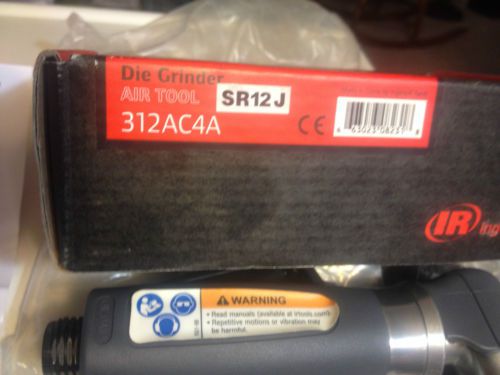 Die Grinder
AIR TOOL SR12J
312AC4A
CE
IR
Ing
WARNING
• Read manuals (available at irtools.com).
• Repetitive motions or vibration may
be harmful.